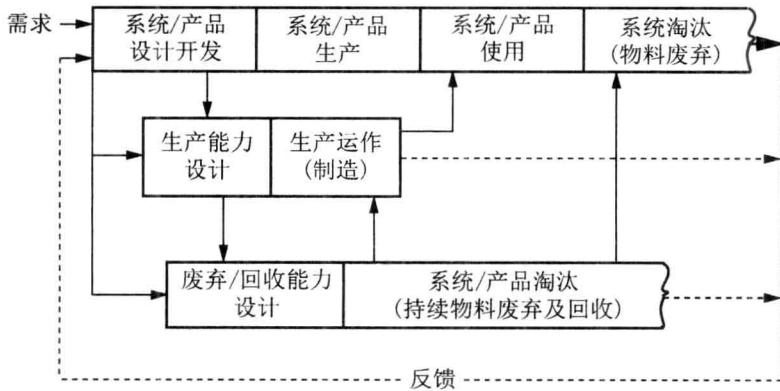 需求
系统/产品
设计开发
系统/产品
生产
系统/产品
使用
系统淘汰
(物料废弃)
生产能力
设计
生产运作
(制造)
废弃/回收能力
设计
系统/产品淘汰
(持续物料废弃及回收)
反馈